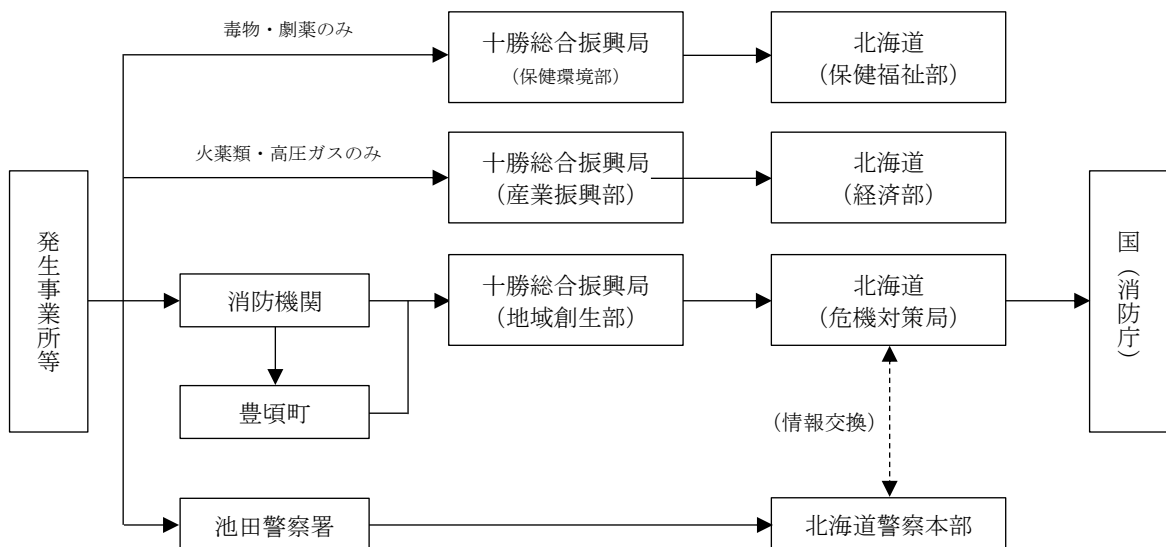 毒物・劇薬のみ
十勝総合振興局
（保健環境部）
北海道
（保健福祉部）
火薬類・高圧ガスのみ
十勝総合振興局
（産業振興部）
北海道
（経済部）
発生事業所等
消防機関
十勝総合振興局
（地域創生部）
北海道
（危機対策局）
国（消防庁）
豊頃町
（情報交換）
池田警察署
北海道警察本部